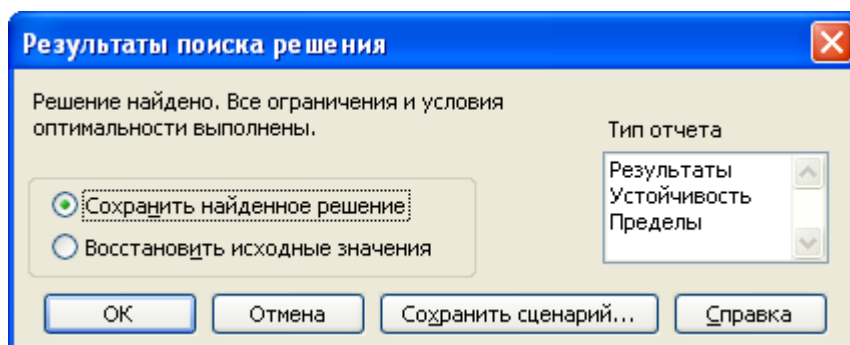 Результаты поиска решения
Решение найдено. Все ограничения и условия
оптимальности выполнены.
Тип отчета
Результаты
Устойчивость
Пределы
Сохранить найденное решение
Восстановить исходные значения
ОК
Отмена
Сохранить сценарий...
Справка